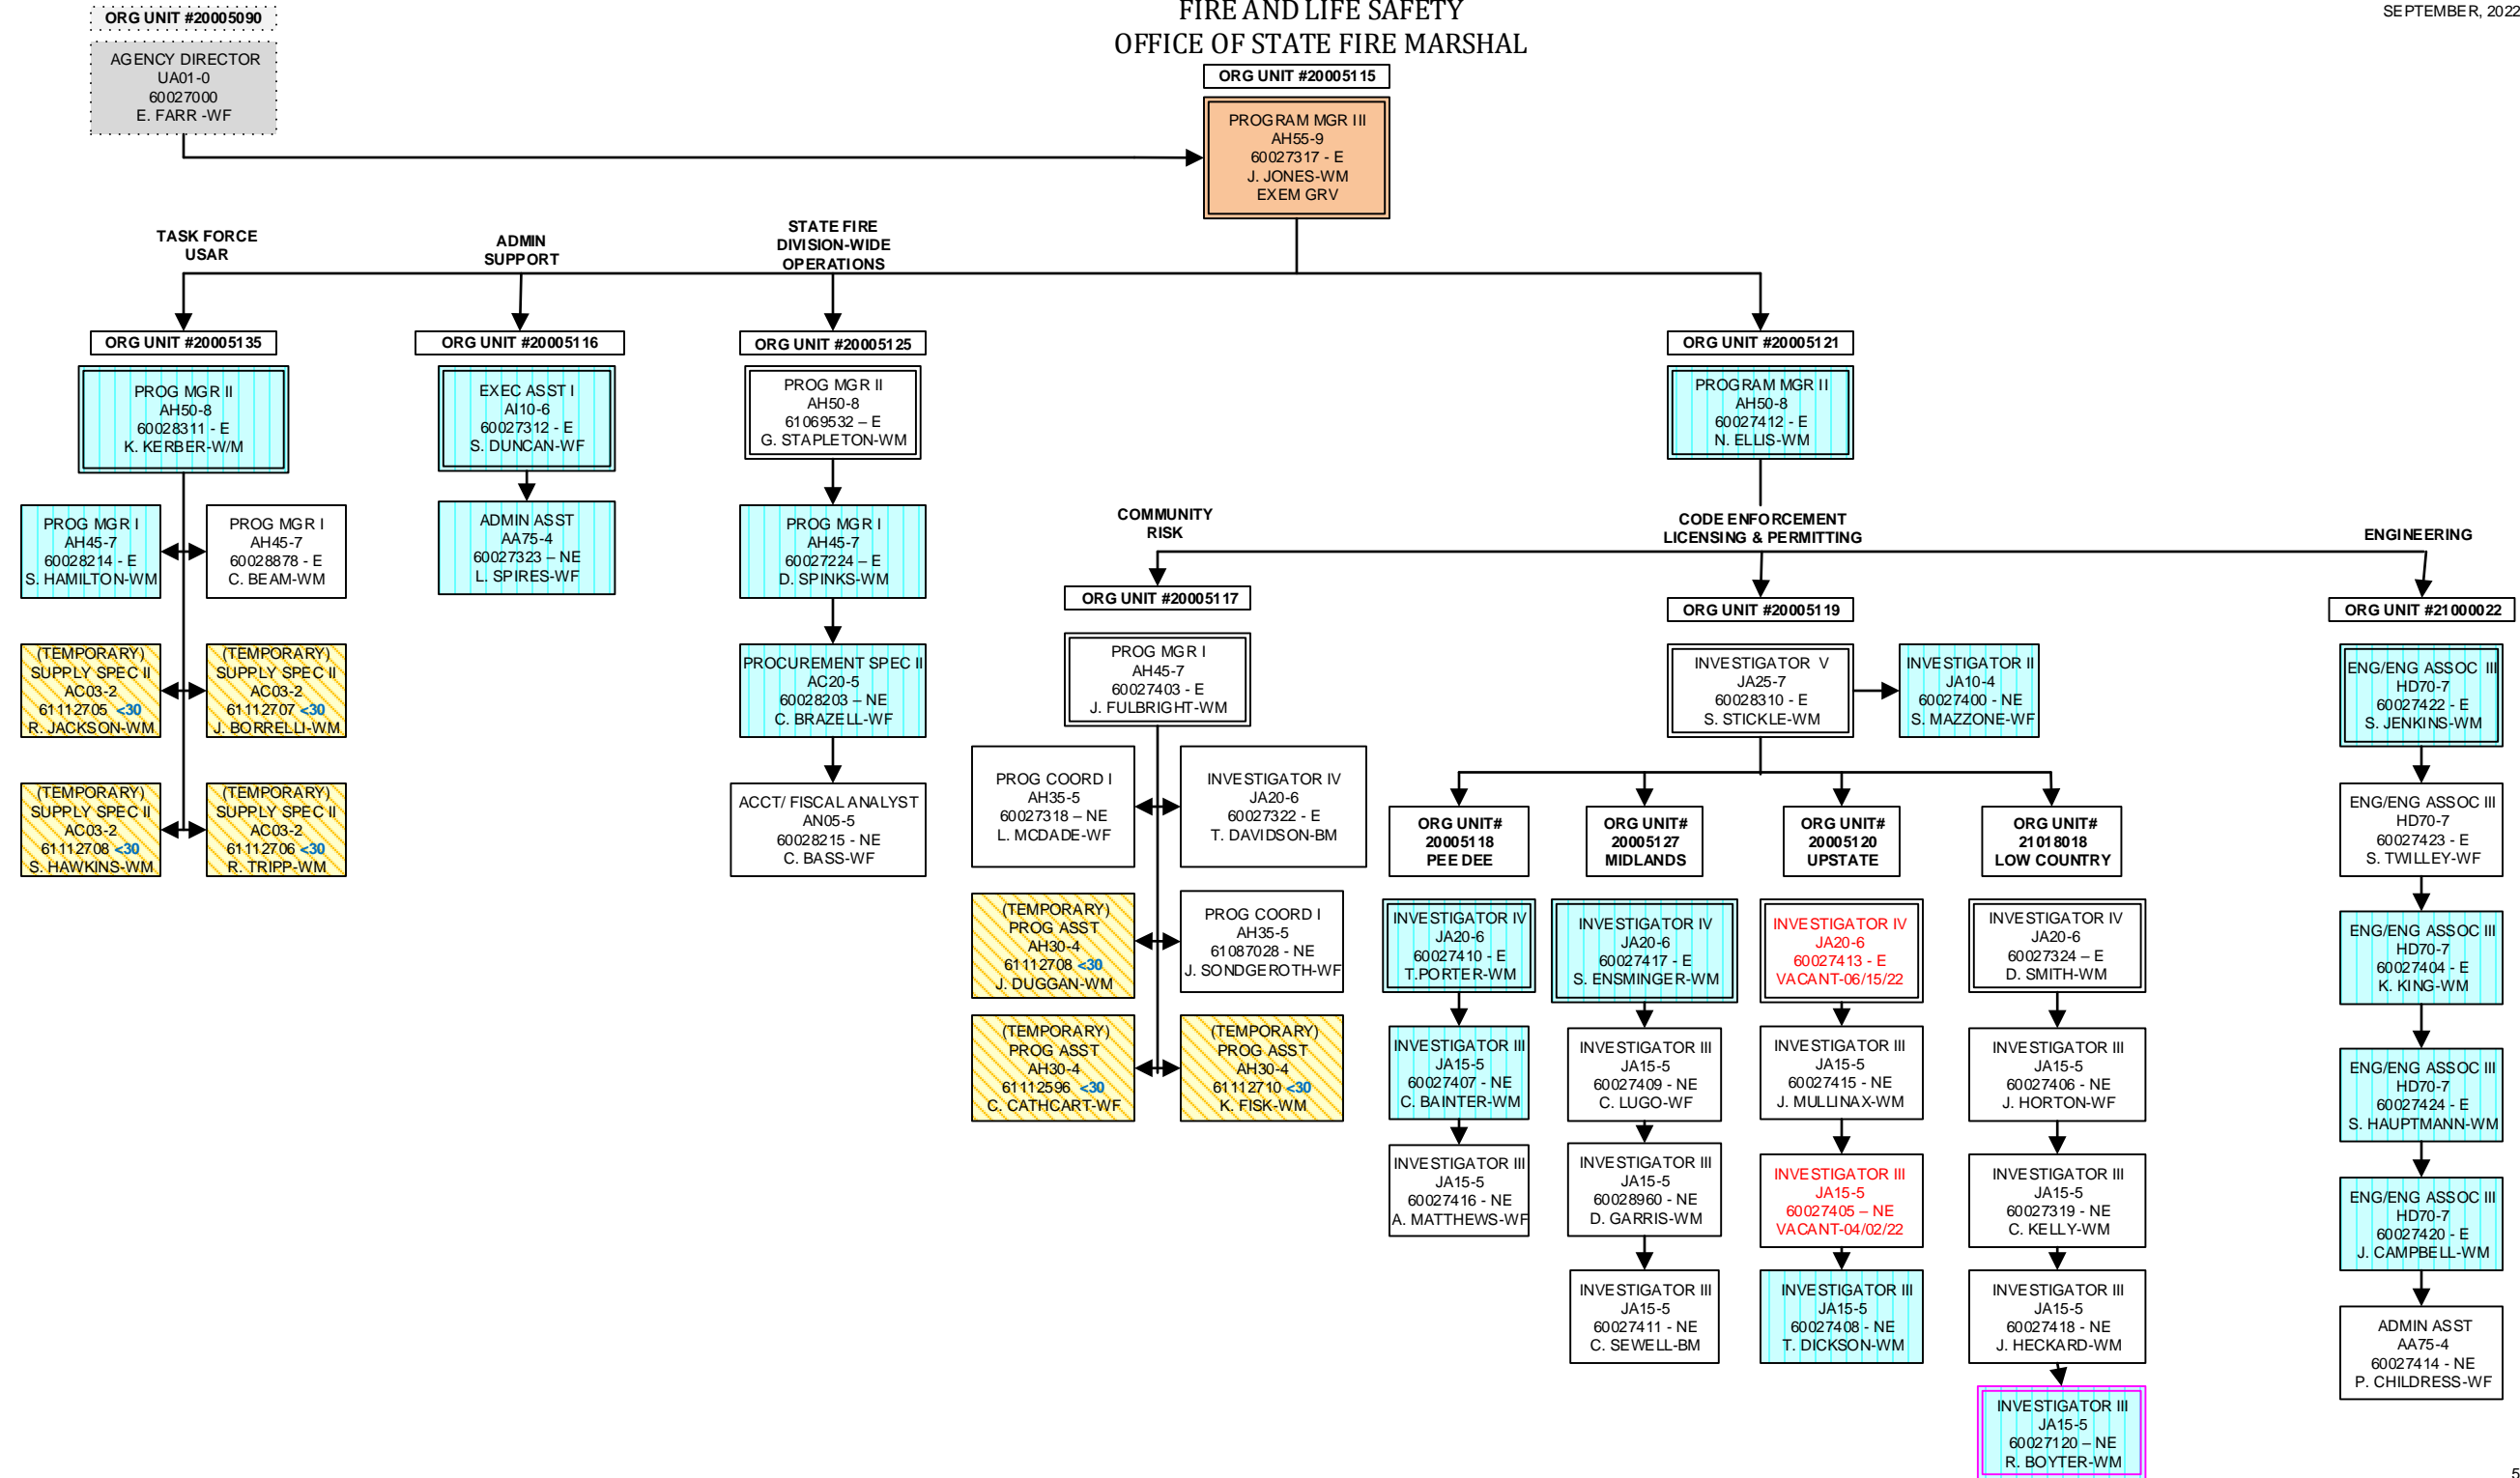 ORG UNIT #20005090
AGENCY DIRECTOR
UA01-0
60027000
E. FARR -WF
FIRE AND LIFE SAFETY
OFFICE OF STATE FIRE MARSHAL
SEPTEMBER, 2022
ORG UNIT #20005115
PROGRAM MGR III
AH55-9
60027317 - E
J. JONES-WM
EXEM GRV
TASK FORCE
USAR
ADMIN
SUPPORT
STATE FIRE
DIVISION-WIDE
OPERATIONS
ORG UNIT #20005135
PROG MGR II
AH50-8
60028311 - E
K. KERBER-W/M
PROG MGR I
AH45-7
60028214 - E
S. HAMILTON-WM
PROG MGR I
AH45-7
60028878 - E
C. BEAM-WM
(TEMPORARY)
SUPPLY SPEC II
AC03-2
61112705 <30
R. JACKSON-WM
(TEMPORARY)
SUPPLY SPEC II
AC03-2
61112707 <30
J. BORRELLI-WM
(TEMPORARY)
SUPPLY SPEC II
AC03-2
61112708 <30
S. HAWKINS-WM
(TEMPORARY)
SUPPLY SPEC II
AC03-2
61112706 <30
R. TRIPP-WM
ORG UNIT #20005116
EXEC ASST I
AI10-6
60027312 - E
S. DUNCAN-WF
ADMIN ASST
AA75-4
60027323 – NE
L. SPIRES-WF
ORG UNIT #20005125
PROG MGR II
AH50-8
61069532 – E
G. STAPLETON-WM
PROG MGR I
AH45-7
60027224 – E
D. SPINKS-WM
PROCUREMENT SPEC II
AC20-5
60028203 – NE
C. BRAZELL-WF
ACCT/ FISCAL ANALYST
AN05-5
60028215 - NE
C. BASS-WF
ORG UNIT #20005121
PROGRAM MGR II
AH50-8
60027412 - E
N. ELLIS-WM
COMMUNITY
RISK
CODE ENFORCEMENT
LICENSING & PERMITTING
ENGINEERING
ORG UNIT #20005117
PROG MGR I
AH45-7
60027403 - E
J. FULBRIGHT-WM
PROG COORD I
AH35-5
60027318 – NE
L. MCDADE-WF
INVESTIGATOR IV
JA20-6
60027322 - E
T. DAVIDSON-BM
(TEMPORARY)
PROG ASST
AH30-4
61112708 <30
J. DUGGAN-WM
PROG COORD I
AH35-5
61087028 - NE
J. SONDGEROTH-WF
(TEMPORARY)
PROG ASST
AH30-4
61112596 <30
C. CATHCART-WF
(TEMPORARY)
PROG ASST
AH30-4
61112710 <30
K. FISK-WM
ORG UNIT #20005119
INVESTIGATOR V
JA25-7
60028310 - E
S. STICKLE-WM
INVESTIGATOR II
JA10-4
60027400 - NE
S. MAZZONE-WF
ORG UNIT#
20005118
PEE DEE
INVESTIGATOR IV
JA20-6
60027410 – E
T.PORTER-WM
INVESTIGATOR III
JA15-5
60027407 - NE
C. BAINTER-WM
INVESTIGATOR III
JA15-5
60027416 - NE
A. MATTHEWS-WF
ORG UNIT#
20005127
MIDLANDS
INVESTIGATOR IV
JA20-6
60027417 – E
S. ENSMINGER-WM
INVESTIGATOR III
JA15-5
60027409 - NE
C. LUGO-WF
INVESTIGATOR III
JA15-5
60028960 - NE
D. GARRIS-WM
INVESTIGATOR III
JA15-5
60027411 - NE
C. SEWELL-BM
ORG UNIT#
20005120
UPSTATE
INVESTIGATOR IV
JA20-6
60027413 - E
VACANT-06/15/22
INVESTIGATOR III
JA15-5
60027415 - NE
J. MULLINAX-WM
INVESTIGATOR III
JA15-5
60027405 – NE
VACANT-04/02/22
INVESTIGATOR III
JA15-5
60027408 - NE
T. DICKSON-WM
ORG UNIT#
21018018
LOW COUNTRY
INVESTIGATOR IV
JA20-6
60027324 – E
D. SMITH-WM
INVESTIGATOR III
JA15-5
60027406 - NE
J. HORTON-WF
INVESTIGATOR III
JA15-5
60027319 - NE
C. KELLY-WM
INVESTIGATOR III
JA15-5
60027418 - NE
J. HECKARD-WM
INVESTIGATOR III
JA15-5
60027120 – NE
R. BOYTER-WM
ORG UNIT #21000022
ENG/ENG ASSOC III
HD70-7
60027422 - E
S. JENKINS-WM
ENG/ENG ASSOC III
HD70-7
60027423 – E
S. TWILLEY-WF
ENG/ENG ASSOC III
HD70-7
60027404 – E
K. KING-WM
ENG/ENG ASSOC III
HD70-7
60027424 - E
S. HAUPTMANN-WM
ENG/ENG ASSOC III
HD70-7
60027420 - E
J. CAMPBELL-WM
ADMIN ASST
AA75-4
60027414 - NE
P. CHILDRESS-WF
5